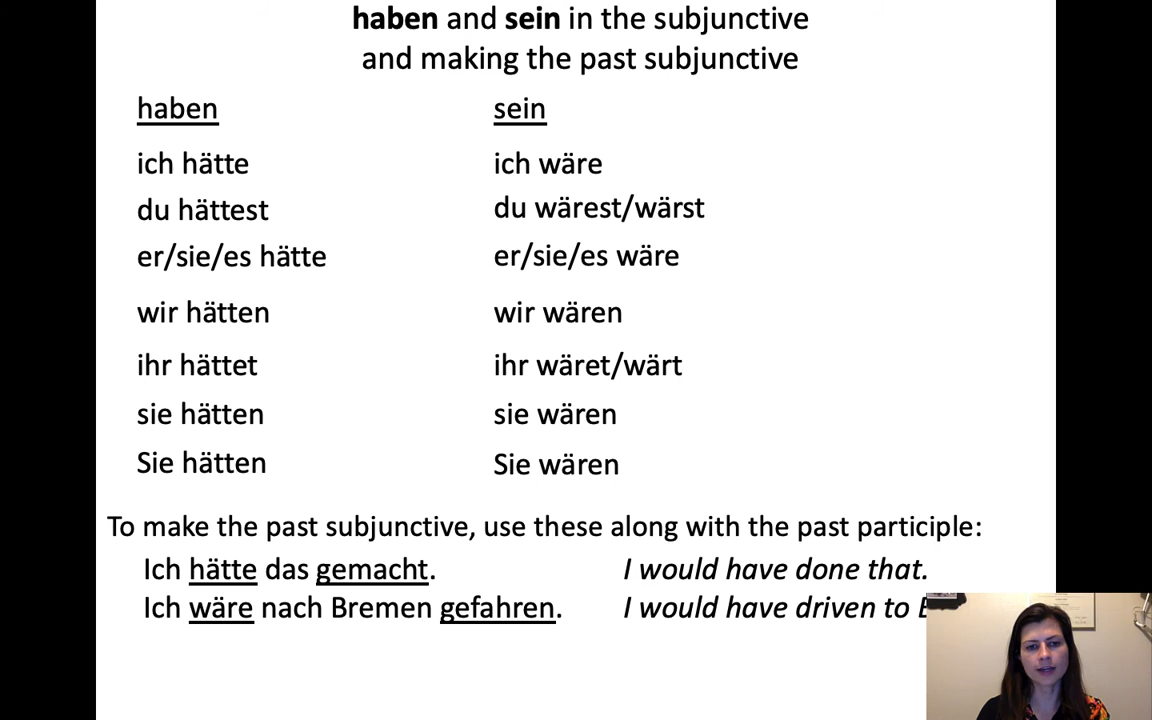 haben and sein in the subjunctive
and making the past subjunctive
haben sein
ich hätte ich wäre
du hättest du wärest/wärst
er/sie/es hätte er/sie/es wäre
wir hätten wir wären
ihr hättet ihr wäret/wärt
sie hätten sie wären
Sie hätten Sie wären
To make the past subjunctive, use these along with the past participle:
Ich hätte das gemacht. I would have done that.
Ich wäre nach Bremen gefahren. I would have driven to